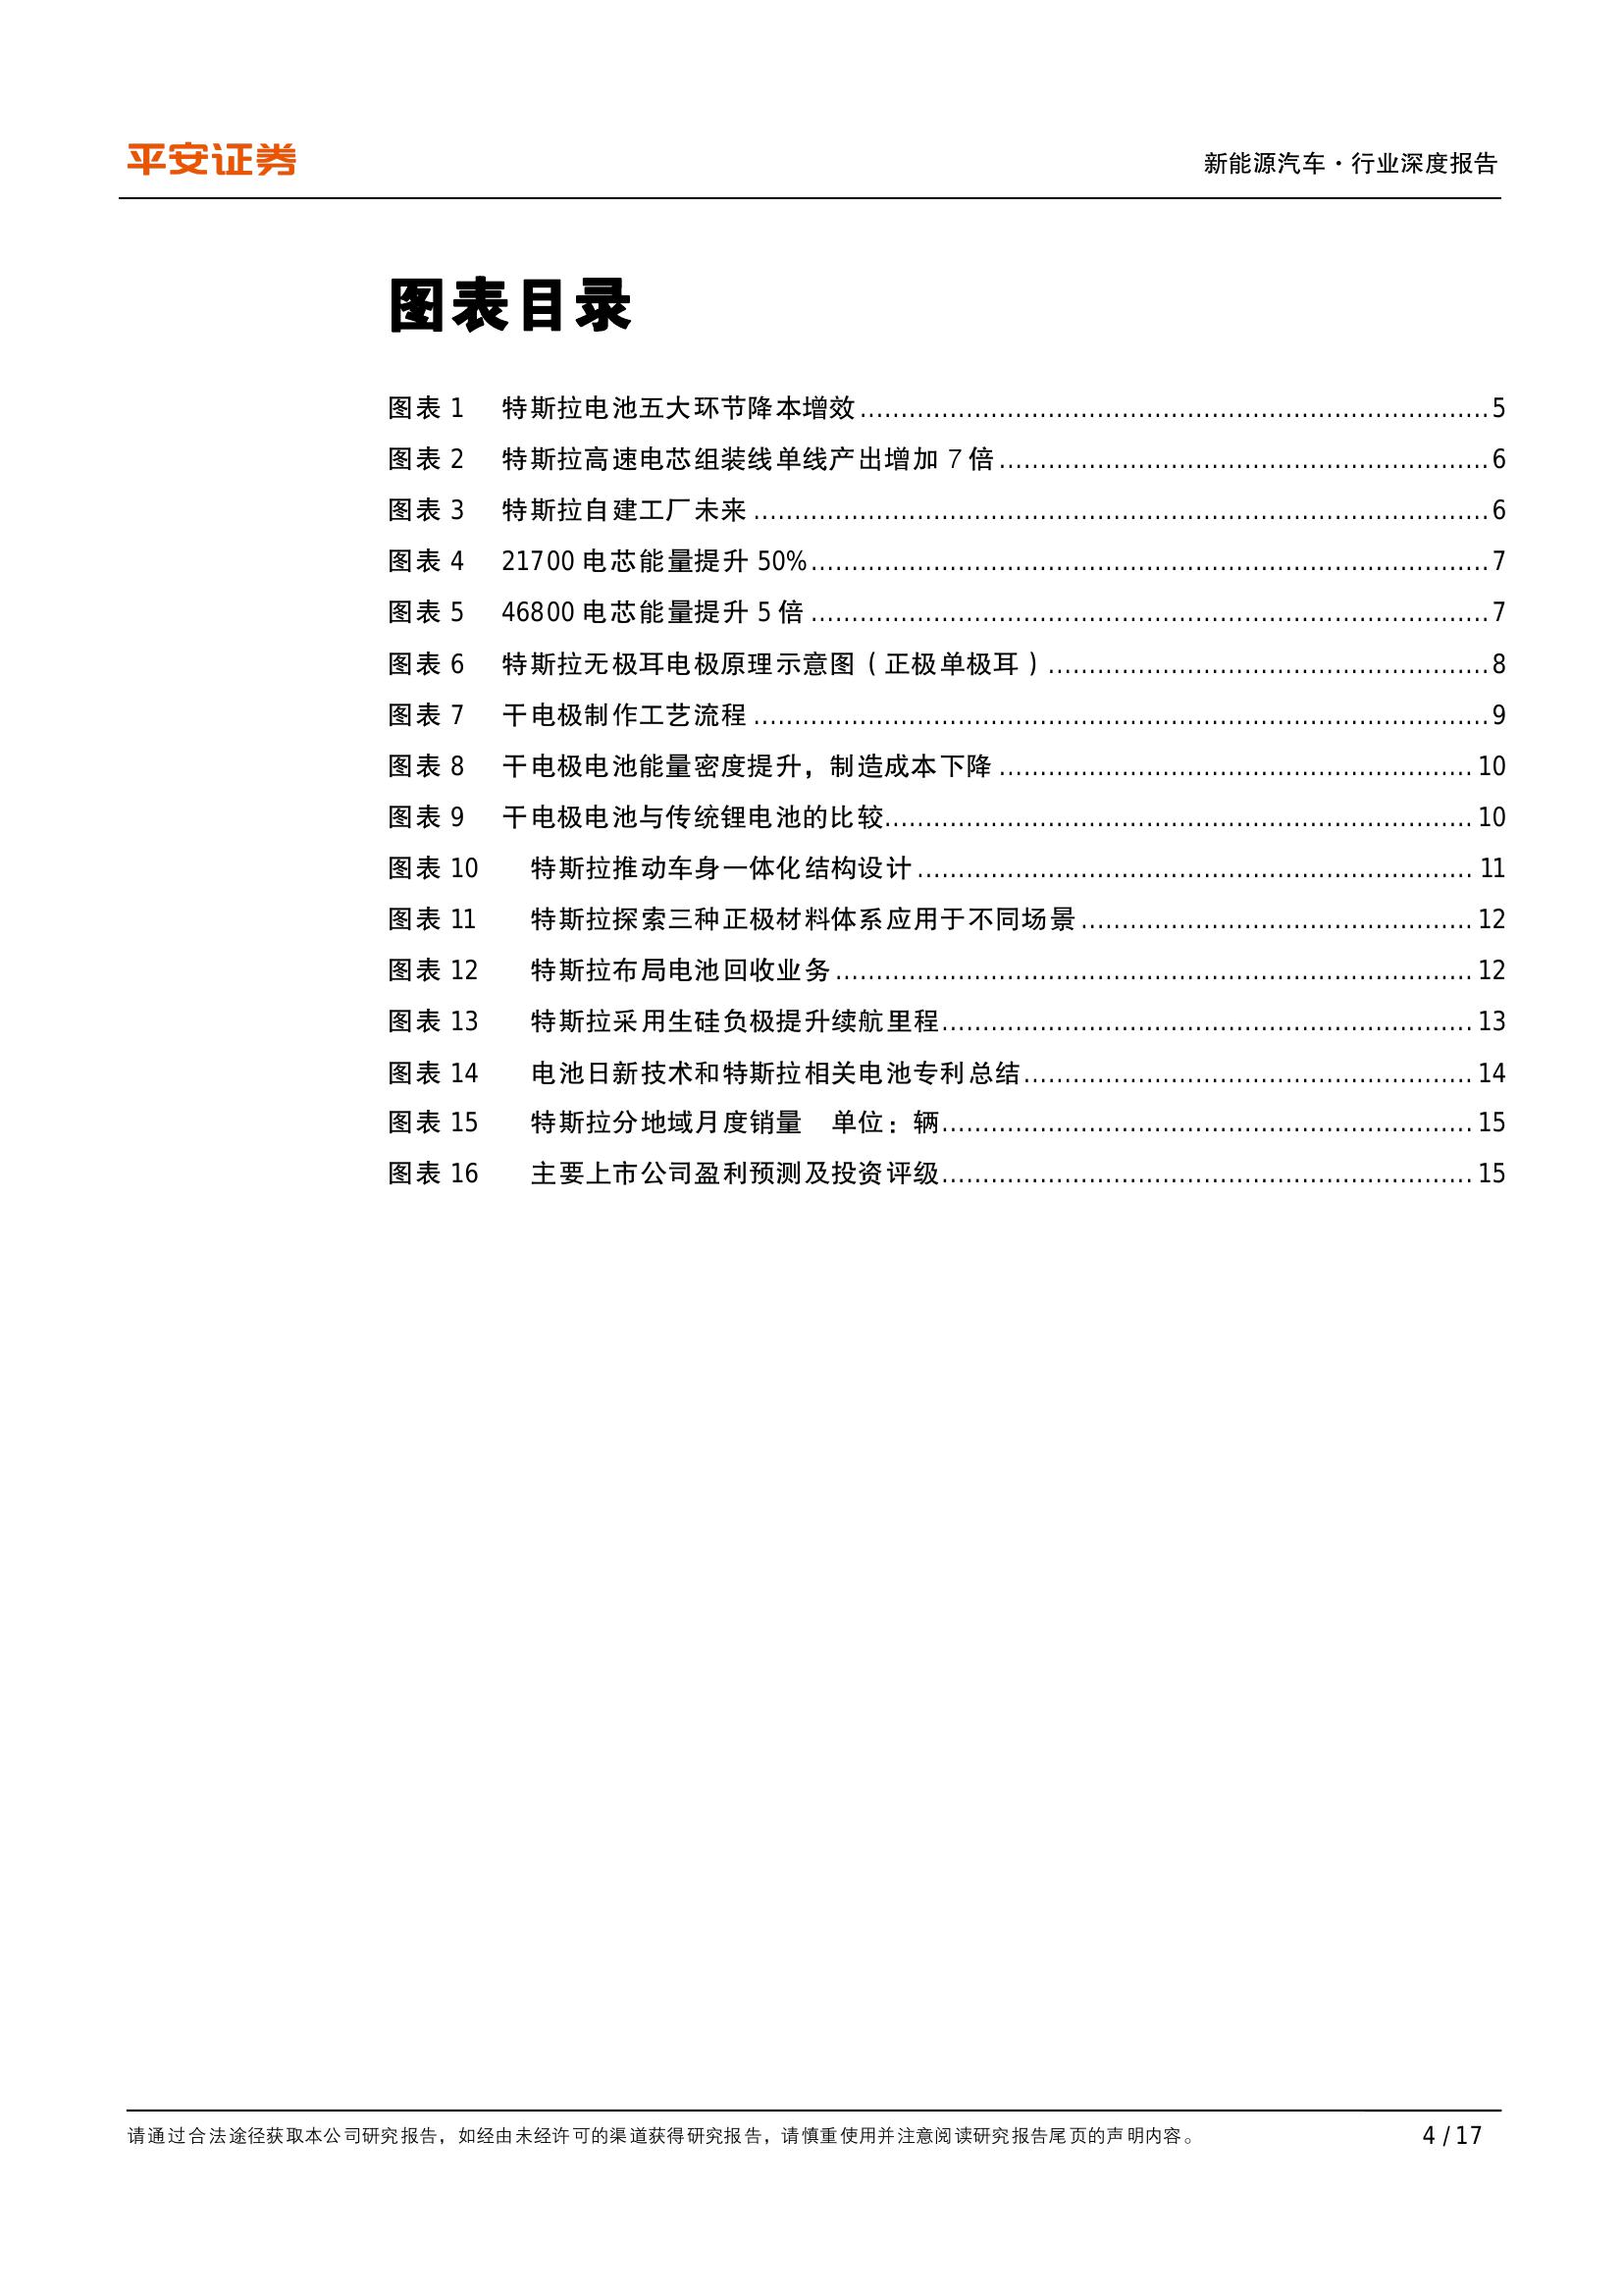 平安证券
新能源汽车·行业深度报告
图表目录
图表 1 特斯拉电池五大环节降本增效 5
图表 2 特斯拉高速电芯组装线单线产出增加 7 倍 6
图表 3 特斯拉自建工厂未来 6
图表 4 21700 电芯能量提升 50% 7
图表 5 46800 电芯能量提升 5 倍 7
图表 6 特斯拉无极耳电极原理示意图（正极单极耳） 8
图表 7 干电极制作工艺流程 9
图表 8 干电极电池能量密度提升，制造成本下降 10
图表 9 干电极电池与传统锂电池的比较 10
图表 10 特斯拉推动车身一体化结构设计 11
图表 11 特斯拉探索三种正极材料体系应用于不同场景 12
图表 12 特斯拉布局电池回收业务 12
图表 13 特斯拉采用生硅负极提升续航里程 13
图表 14 电池日新技术和特斯拉相关电池专利总结 14
图表 15 特斯拉分地域月度销量 单位：辆 15
图表 16 主要上市公司盈利预测及投资评级 15
请通过合法途径获取本公司研究报告，如经由未经许可的渠道获得研究报告，请慎重使用并注意阅读研究报告尾页的声明内容。 4 / 17